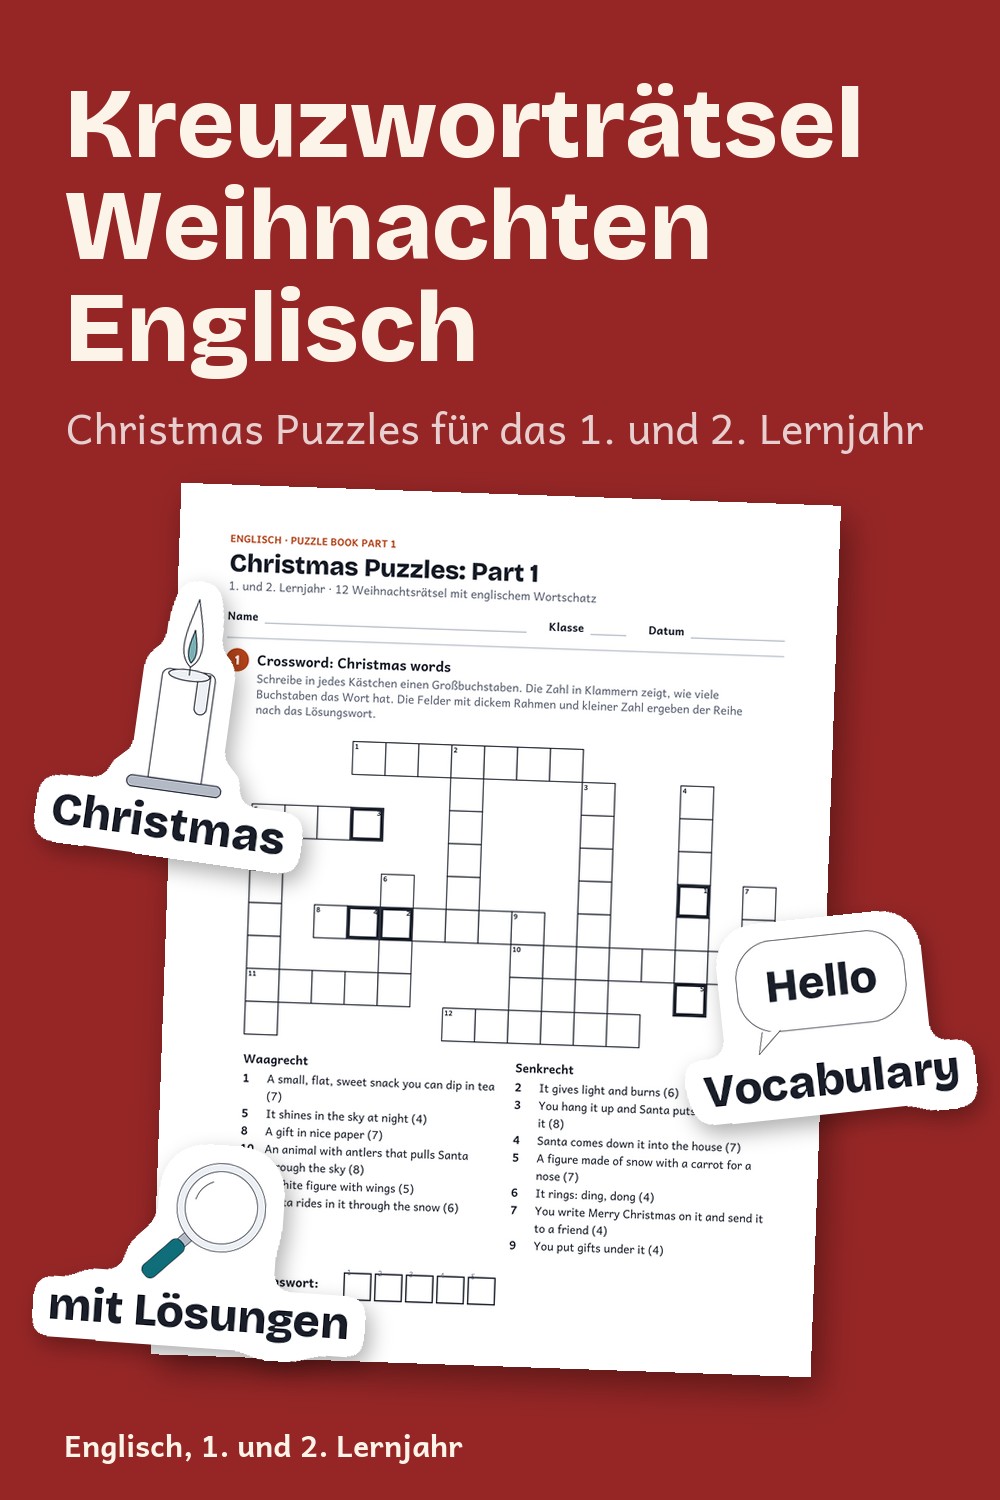 Kreuzworträtsel
Weihnachten
Englisch
Christmas Puzzles für das 1. und 2. Lernjahr
ENGLISCH · PUZZLE BOOK PART 1
Christmas Puzzles: Part 1
1. und 2. Lernjahr · 12 Weihnachtsrätsel mit englischem Wortschatz
Name Klasse Datum
1 Crossword: Christmas words
Schreibe in jedes Kästchen einen Großbuchstaben. Die Zahl in Klammern zeigt, wie viele
Buchstaben das Wort hat. Die Felder mit dickem Rahmen und kleiner Zahl ergeben der Reihe
nach das Lösungswort.
Christmas
Hello
Vocabulary
Waagrecht
1 A small, flat, sweet snack you can dip in tea
(7)
5 It shines in the sky at night (4)
8 A gift in nice paper (7)
An animal with antlers that pulls Santa
through the sky (8)
white figure with wings (5)
rides in it through the snow (6)
Senkrecht
2 It gives light and burns (6)
3 You hang it up and Santa puts
it (8)
4 Santa comes down it into the house (7)
5 A figure made of snow with a carrot for a
nose (7)
6 It rings: ding, dong (4)
7 You write Merry Christmas on it and send it
to a friend (4)
9 You put gifts under it (4)
mit Lösungen
Englisch, 1. und 2. Lernjahr